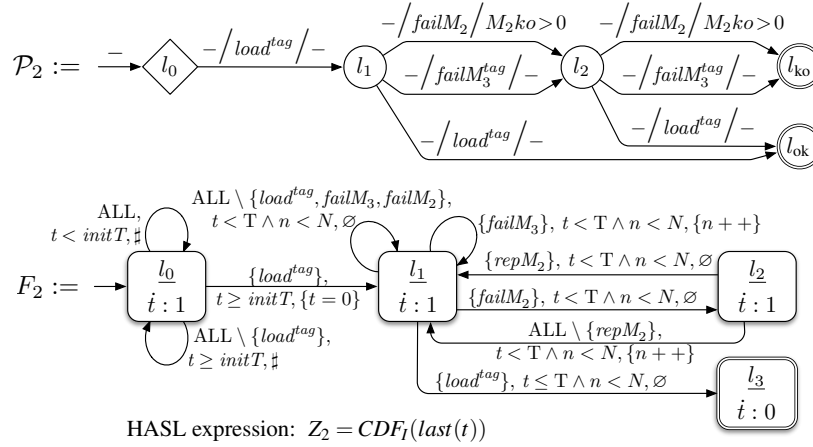 − / failM₂ / M₂ko > 0 − / failM₂ / M₂ko > 0
𝒫₂ := − l₀ − / load^tag / − l₁ − / failM₃^tag / − l₂ − / failM₃^tag / − l_ko
− / load^tag / − − / load^tag / − l_ok
ALL, t < initT, ♯
ALL \ {load^tag, failM₃, failM₂},
t < T ∧ n < N, ∅
{failM₃}, t < T ∧ n < N, {n++}
F₂ :=
l₀
ṫ : 1
{load^tag},
t ≥ initT, {t = 0}
l₁
ṫ : 1
{repM₂}, t < T ∧ n < N, ∅
{failM₂}, t < T ∧ n < N, ∅
l₂
ṫ : 1
ALL \ {load^tag},
t ≥ initT, ♯
ALL \ {repM₂},
t < T ∧ n < N, {n++}
{load^tag}, t ≤ T ∧ n < N, ∅
l₃
ṫ : 0
HASL expression: Z₂ = CDF_I(last(t))